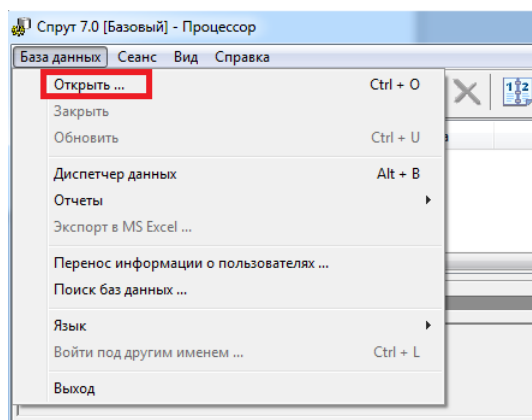 Спрут 7.0 [Базовый] - Процессор
База данных Сеанс Вид Справка
Открыть ... Ctrl + O
Закрыть
Обновить Ctrl + U
Диспетчер данных Alt + B
Отчеты
Экспорт в MS Excel ...
Перенос информации о пользователях ...
Поиск баз данных ...
Язык
Войти под другим именем ... Ctrl + L
Выход